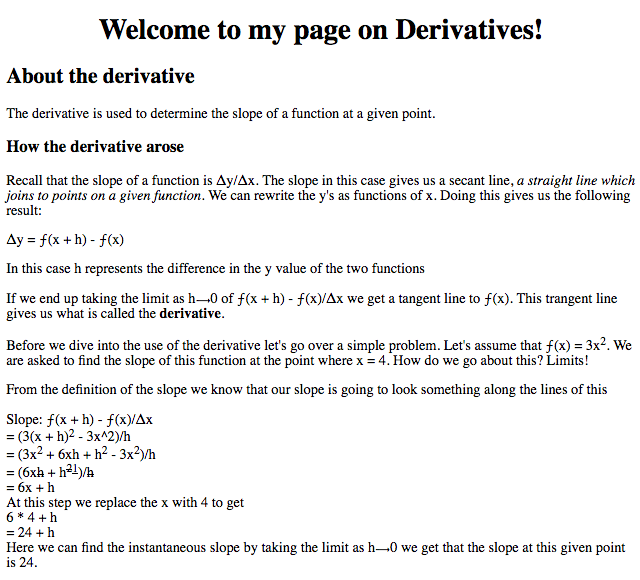 Welcome to my page on Derivatives!
About the derivative
The derivative is used to determine the slope of a function at a given point.
How the derivative arose
Recall that the slope of a function is Δy/Δx. The slope in this case gives us a secant line, a straight line which
joins to points on a given function. We can rewrite the y's as functions of x. Doing this gives us the following
result:
Δy = ƒ(x + h) - ƒ(x)
In this case h represents the difference in the y value of the two functions
If we end up taking the limit as h→0 of ƒ(x + h) - ƒ(x)/Δx we get a tangent line to ƒ(x). This trangent line
gives us what is called the derivative.
Before we dive into the use of the derivative let's go over a simple problem. Let's assume that ƒ(x) = 3x². We
are asked to find the slope of this function at the point where x = 4. How do we go about this? Limits!
From the definition of the slope we know that our slope is going to look something along the lines of this
Slope: ƒ(x + h) - ƒ(x)/Δx
= (3(x + h)² - 3x^2)/h
= (3x² + 6xh + h² - 3x²)/h
= (6xh + h²¹)/h
= 6x + h
At this step we replace the x with 4 to get
6 * 4 + h
= 24 + h
Here we can find the instantaneous slope by taking the limit as h→0 we get that the slope at this given point
is 24.